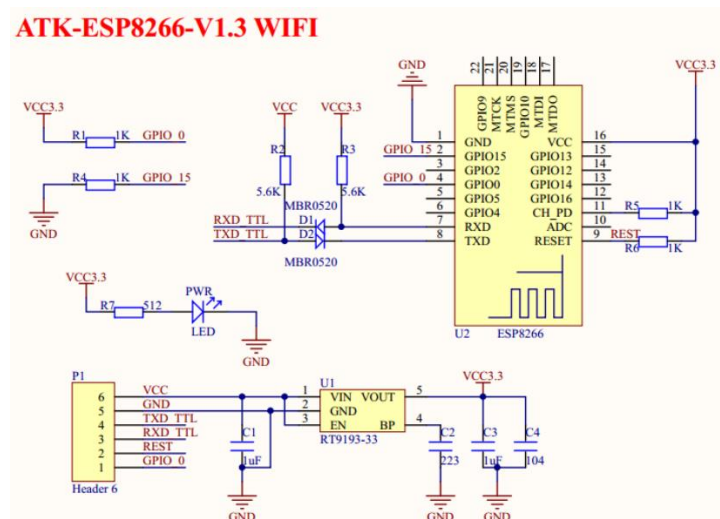 ATK-ESP8266-V1.3 WIFI
VCC3.3
R1 1K GPIO_0
R4 1K GPIO_15
GND
VCC VCC3.3
R2 R3
5.6K 5.6K
MBR0520
RXD_TTL D1
TXD_TTL D2
MBR0520
GND
22 21 20 19 18 17
GPIO9 MTCK MTMS GPIO10 MTDI MTDO
VCC3.3
1 GND VCC 16
GPIO_15 2 GPIO15 GPIO13 15
3 GPIO2 GPIO12 14
GPIO_0 4 GPIO0 GPIO14 13
5 GPIO5 GPIO16 12
6 GPIO4 CH_PD 11 R5 1K
7 RXD ADC 10
8 TXD RESET 9 REST R6 1K
U2 ESP8266
VCC3.3
R7 512
PWR
LED
GND
P1
6 VCC
5 GND
4 TXD_TTL
3 RXD_TTL
2 REST
1 GPIO_0
Header 6
C1
1uF
GND
U1
1 VIN VOUT 5
2 GND
3 EN BP 4
RT9193-33
VCC3.3
C2 C3 C4
223 1uF 104
GND GND